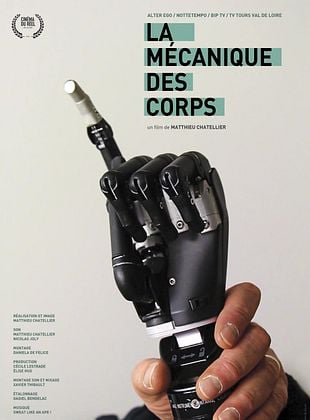 CINÉMA
DU RÉEL
ALTER EGO / NOTTETEMPO / BIP TV / TV TOURS VAL DE LOIRE
LA
MÉCANIQUE
DES
CORPS
un film de MATTHIEU CHATELLIER
RÉALISATION ET IMAGE
MATTHIEU CHATELLIER
SON
MATTHIEU CHATELLIER
NICOLAS JOLY
MONTAGE
DANIELA DE FELICE
PRODUCTION
CÉCILE LESTRADE
ÉLISE HUG
MONTAGE SON ET MIXAGE
XAVIER THIBAULT
ÉTALONNAGE
GADIEL BENDELAC
MUSIQUE
SWEAT LIKE AN APE !